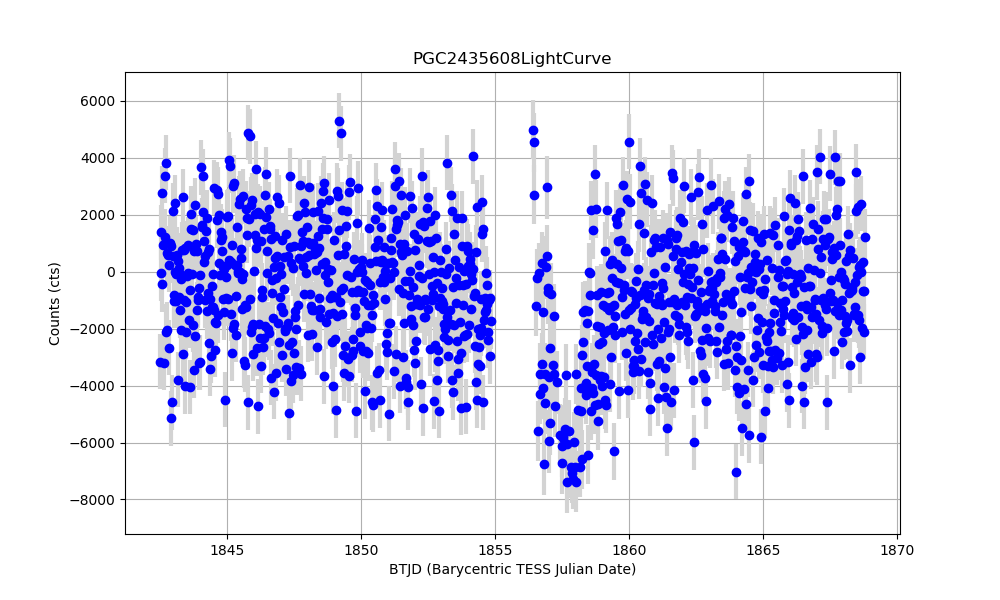 PGC2435608LightCurve
6000
4000
2000
0
−2000
−4000
−6000
−8000
Counts (cts)
1845 1850 1855 1860 1865 1870
BTJD (Barycentric TESS Julian Date)